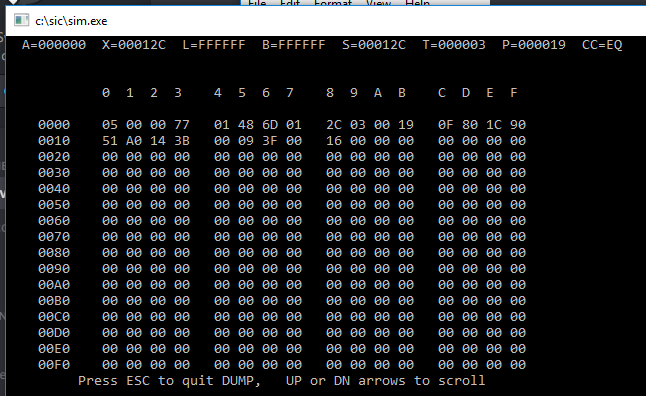 File Edit Format View Help
c:\sic\sim.exe
A=000000 X=00012C L=FFFFFF B=FFFFFF S=00012C T=000003 P=000019 CC=EQ
0 1 2 3 4 5 6 7 8 9 A B C D E F
0000 05 00 00 77 01 48 6D 01 2C 03 00 19 0F 80 1C 90
0010 51 A0 14 3B 00 09 3F 00 16 00 00 00 00 00 00 00
0020 00 00 00 00 00 00 00 00 00 00 00 00 00 00 00 00
0030 00 00 00 00 00 00 00 00 00 00 00 00 00 00 00 00
0040 00 00 00 00 00 00 00 00 00 00 00 00 00 00 00 00
0050 00 00 00 00 00 00 00 00 00 00 00 00 00 00 00 00
0060 00 00 00 00 00 00 00 00 00 00 00 00 00 00 00 00
0070 00 00 00 00 00 00 00 00 00 00 00 00 00 00 00 00
0080 00 00 00 00 00 00 00 00 00 00 00 00 00 00 00 00
0090 00 00 00 00 00 00 00 00 00 00 00 00 00 00 00 00
00A0 00 00 00 00 00 00 00 00 00 00 00 00 00 00 00 00
00B0 00 00 00 00 00 00 00 00 00 00 00 00 00 00 00 00
00C0 00 00 00 00 00 00 00 00 00 00 00 00 00 00 00 00
00D0 00 00 00 00 00 00 00 00 00 00 00 00 00 00 00 00
00E0 00 00 00 00 00 00 00 00 00 00 00 00 00 00 00 00
00F0 00 00 00 00 00 00 00 00 00 00 00 00 00 00 00 00
Press ESC to quit DUMP, UP or DN arrows to scroll